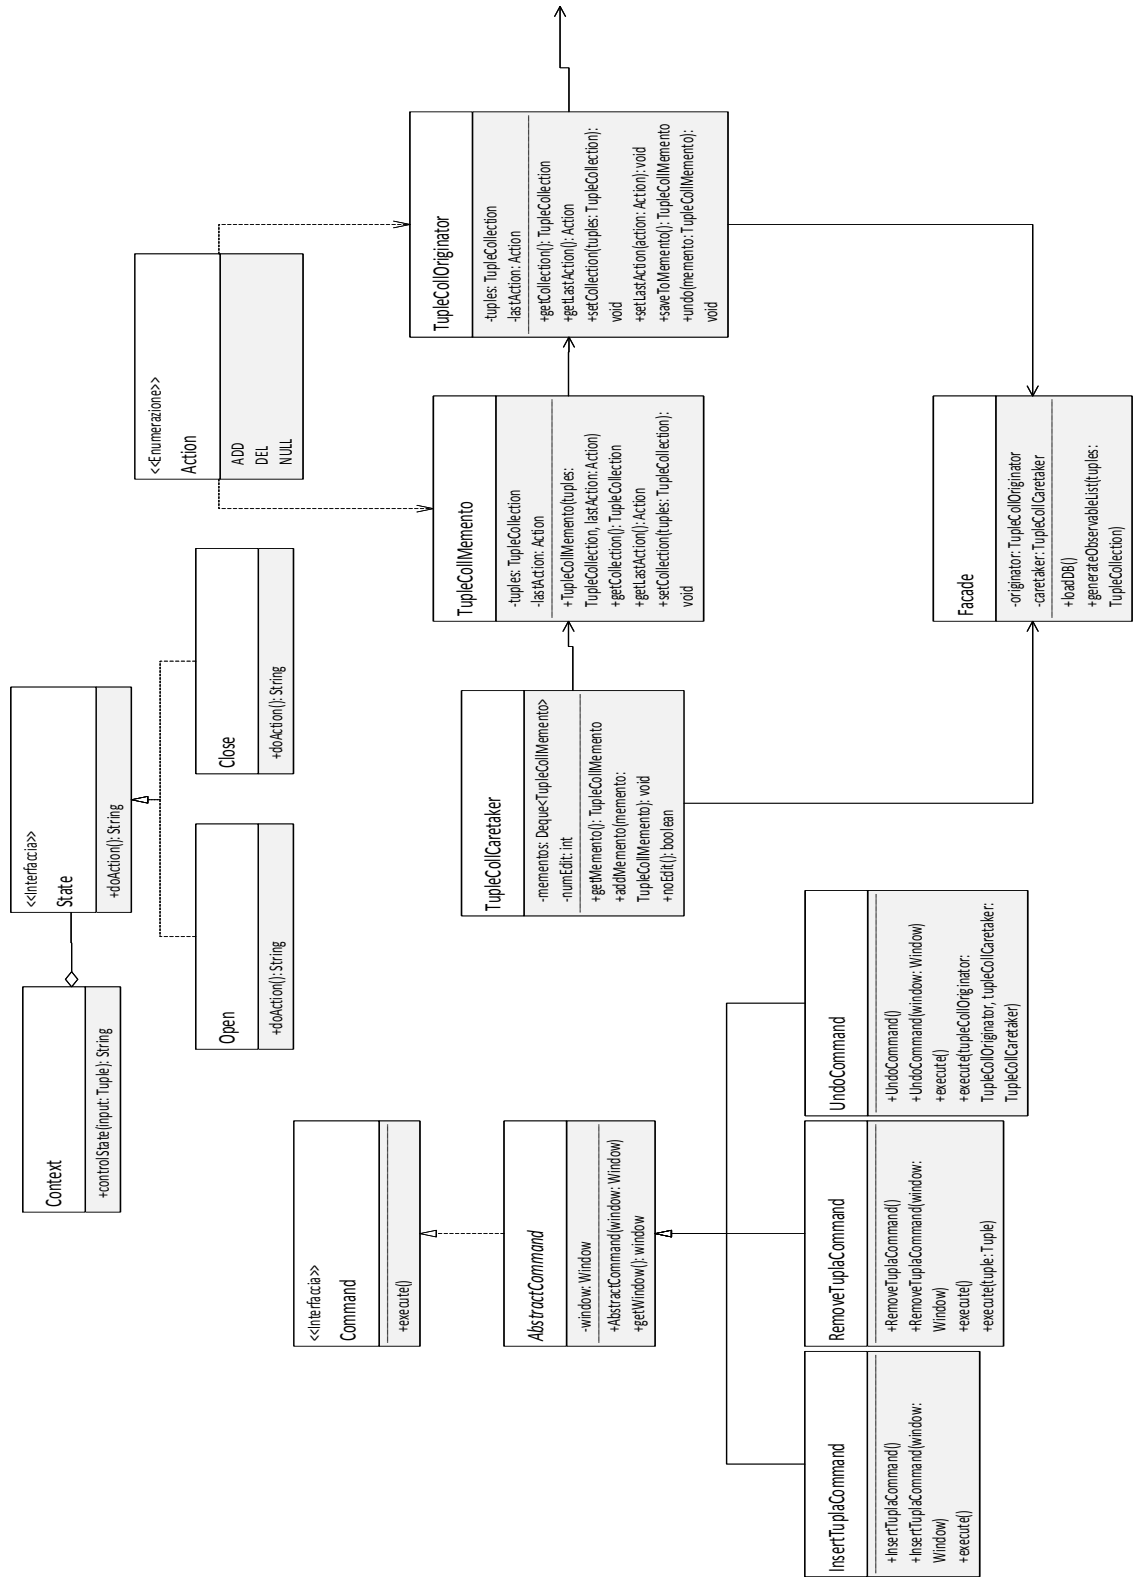 Context
+controlState(input: Tuple): String
<<Interfaccia>>
State
+doAction(): String
Open
+doAction(): String
Close
+doAction(): String
<<Enumerazione>>
Action
ADD
DEL
NULL
<<Interfaccia>>
Command
+execute()
AbstractCommand
-window: Window
+AbstractCommand(window: Window)
+getWindow(): window
InsertTuplaCommand
+InsertTuplaCommand()
+InsertTuplaCommand(window:
Window)
+execute()
RemoveTuplaCommand
+RemoveTuplaCommand()
+RemoveTuplaCommand(window:
Window)
+execute()
+execute(tuple: Tuple)
UndoCommand
+UndoCommand()
+UndoCommand(window: Window)
+execute()
+execute(tupleCollOriginator:
TupleCollOriginator, tupleCollCaretaker:
TupleCollCaretaker)
TupleCollCaretaker
-mementos: Deque<TupleCollMemento>
-numEdit: int
+getMemento(): TupleCollMemento
+addMemento(memento:
TupleCollMemento): void
+noEdit(): boolean
TupleCollMemento
-tuples: TupleCollection
-lastAction: Action
+TupleCollMemento(tuples:
TupleCollection, lastAction: Action)
+getCollection(): TupleCollection
+getLastAction(): Action
+setCollection(tuples: TupleCollection):
void
TupleCollOriginator
-tuples: TupleCollection
-lastAction: Action
+getCollection(): TupleCollection
+getLastAction(): Action
+setCollection(tuples: TupleCollection):
void
+setLastAction(action: Action): void
+saveToMemento(): TupleCollMemento
+undo(memento: TupleCollMemento):
void
Facade
-originator: TupleCollOriginator
-caretaker: TupleCollCaretaker
+loadDB()
+generateObservableList(tuples:
TupleCollection)